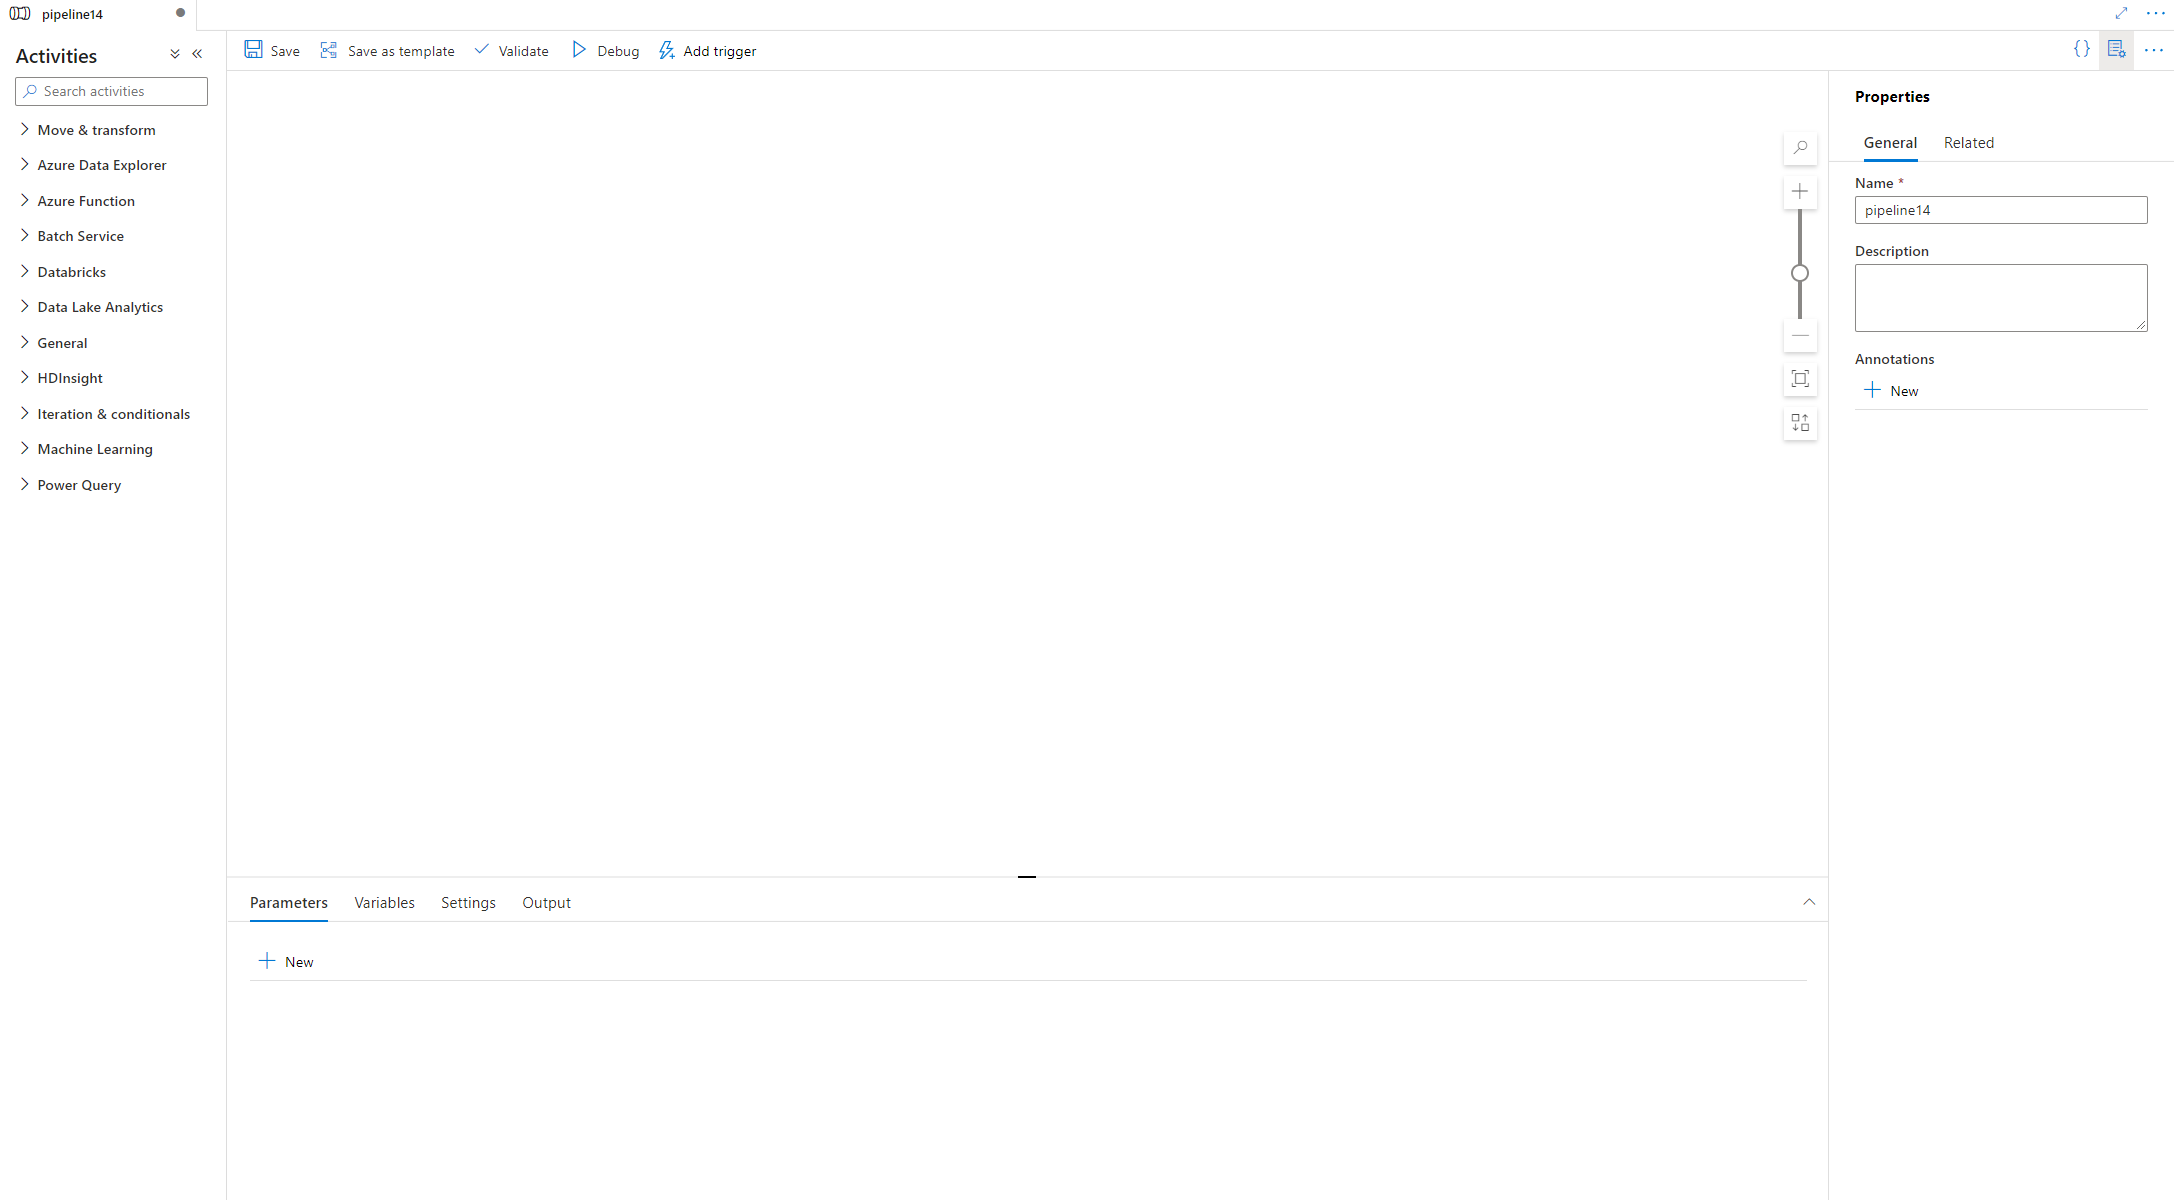 pipeline14
Activities
Search activities
Move & transform
Azure Data Explorer
Azure Function
Batch Service
Databricks
Data Lake Analytics
General
HDInsight
Iteration & conditionals
Machine Learning
Power Query
Save
Save as template
Validate
Debug
Add trigger
{}
Parameters
Variables
Settings
Output
New
Properties
General
Related
Name *
pipeline14
Description
Annotations
New